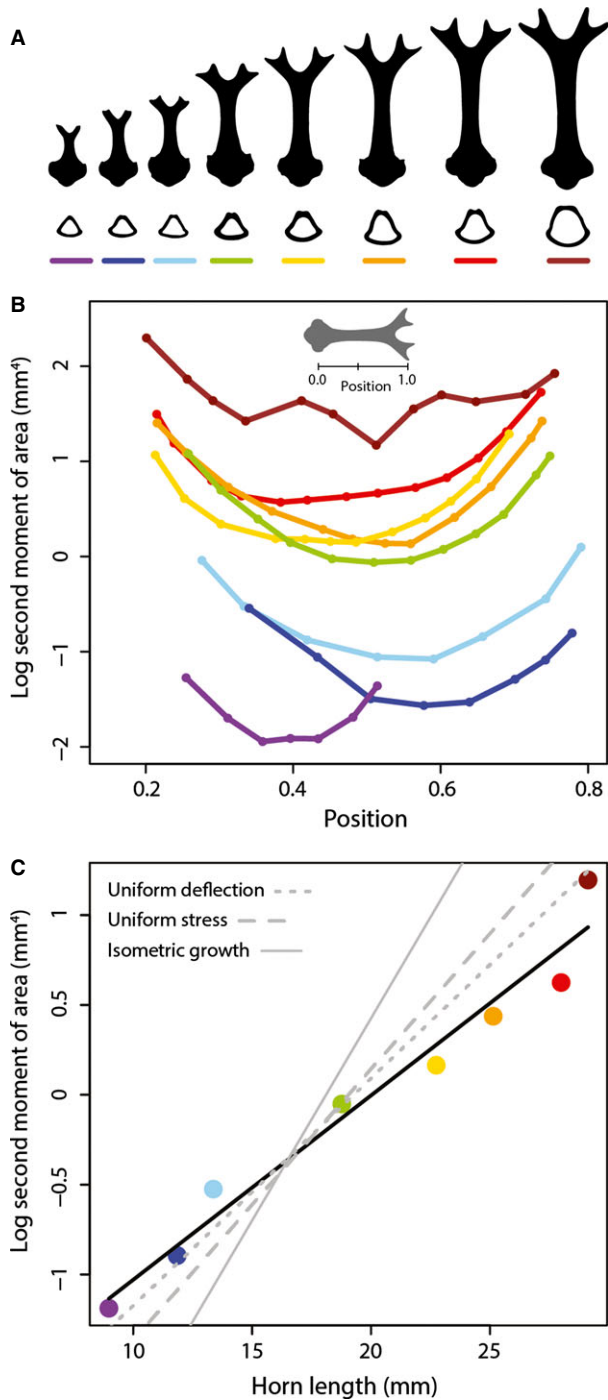 A
B
Log second moment of area (mm⁴)
2
1
0
−1
−2
0.0
1.0
Position
0.2
0.4
0.6
0.8
Position
C
Log second moment of area (mm⁴)
Uniform deflection
Uniform stress
Isometric growth
1
0.5
0
−0.5
−1
10
15
20
25
Horn length (mm)